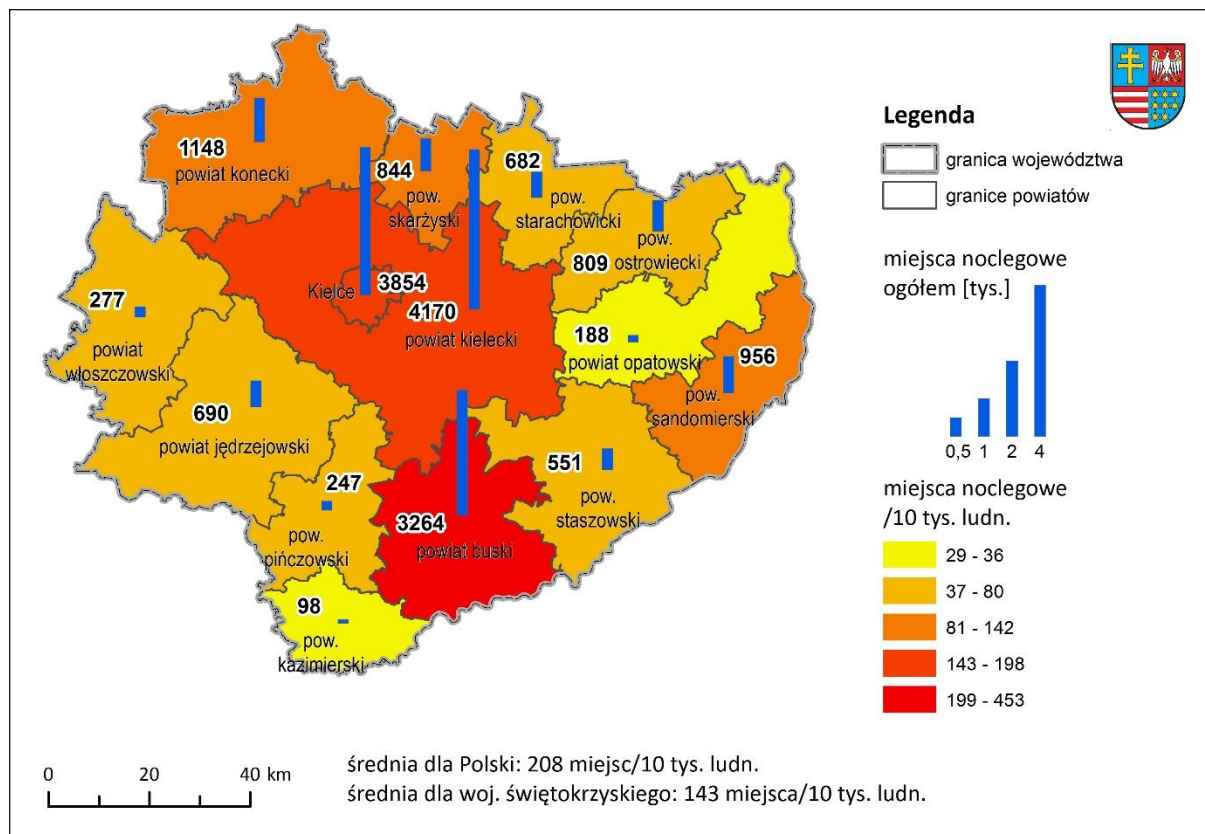 1148
powiat konecki
844
pow.
skarżyski
682
pow.
starachowicki
pow.
ostrowiecki
809
Kielce
3854
4170
powiat kielecki
277
powiat
włoszczowski
188
powiat opatowski
956
pow.
sandomierski
690
powiat jędrzejowski
247
pow.
pińczowski
551
pow.
staszowski
3264
powiat buski
98
pow.
kazimierski
Legenda
granica województwa
granice powiatów
miejsca noclegowe
ogółem [tys.]
0,5 1 2 4
miejsca noclegowe
/10 tys. ludn.
29 - 36
37 - 80
81 - 142
143 - 198
199 - 453
0 20 40 km
średnia dla Polski: 208 miejsc/10 tys. ludn.
średnia dla woj. świętokrzyskiego: 143 miejsca/10 tys. ludn.